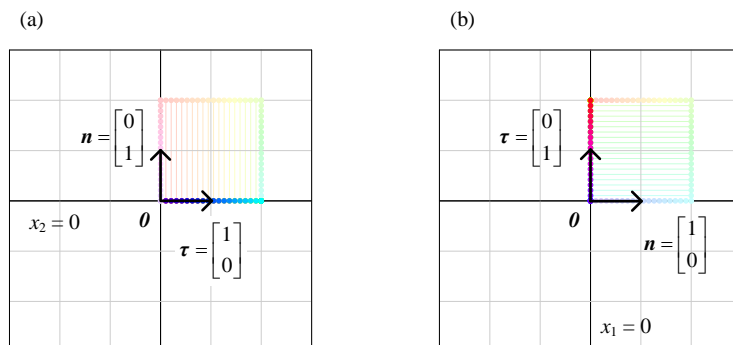 (a)
(b)
n = [0 1]
τ = [0 1]
x₂ = 0
0
τ = [1 0]
0
n = [1 0]
x₁ = 0